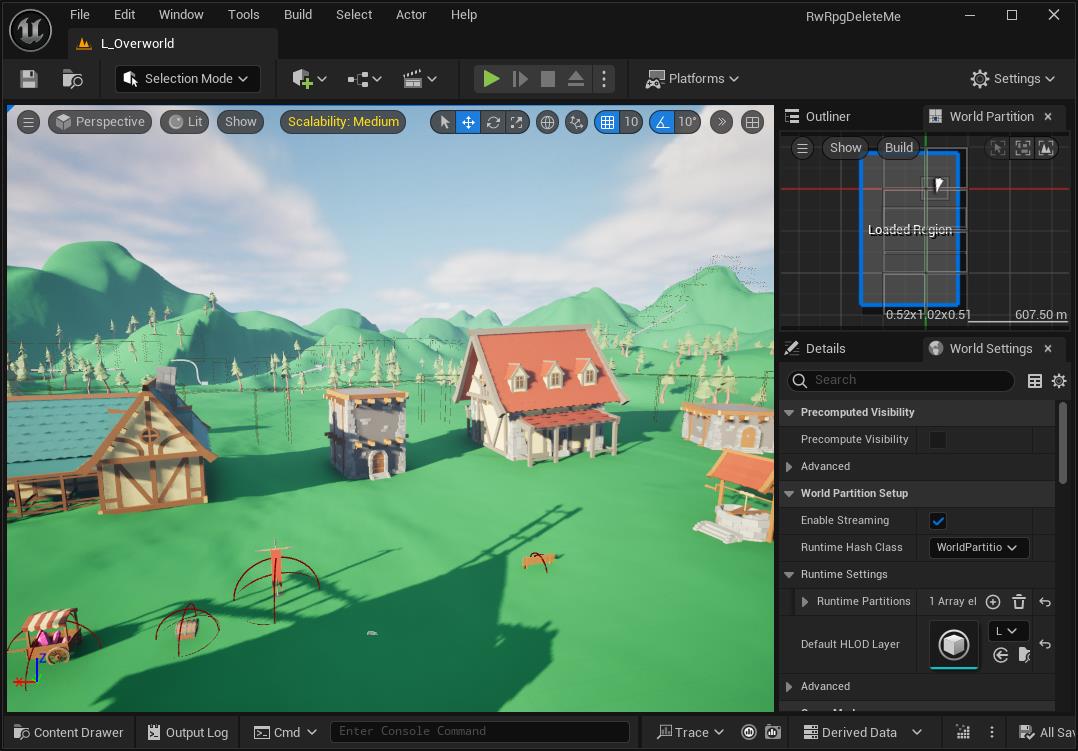 File Edit Window Tools Build Select Actor Help RwRpgDeleteMe
L_Overworld
Selection Mode Platforms Settings
Perspective Lit Show Scalability: Medium 10 10°
Outliner World Partition
Show Build
Loaded Region
0.52x1.02x0.51 607.50 m
Details World Settings
Search
Precomputed Visibility
Precompute Visibility
Advanced
World Partition Setup
Enable Streaming
Runtime Hash Class WorldPartitio
Runtime Settings
Runtime Partitions 1 Array el
Default HLOD Layer L
Advanced
Z
Content Drawer Output Log Cmd Enter Console Command Trace Derived Data All Sav